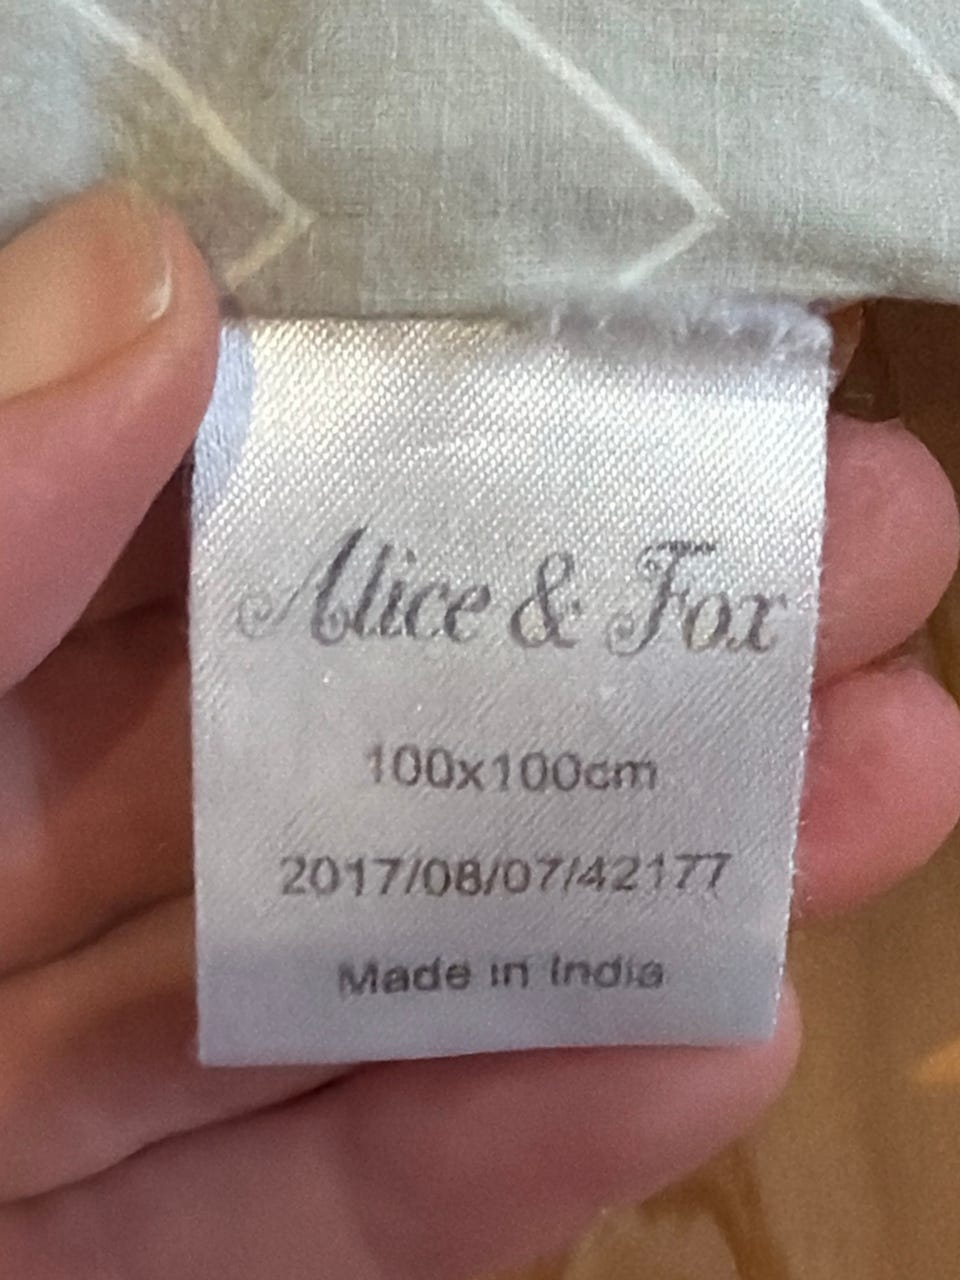 Alice & Fox
100x100cm
2017/08/07/42177
Made in India